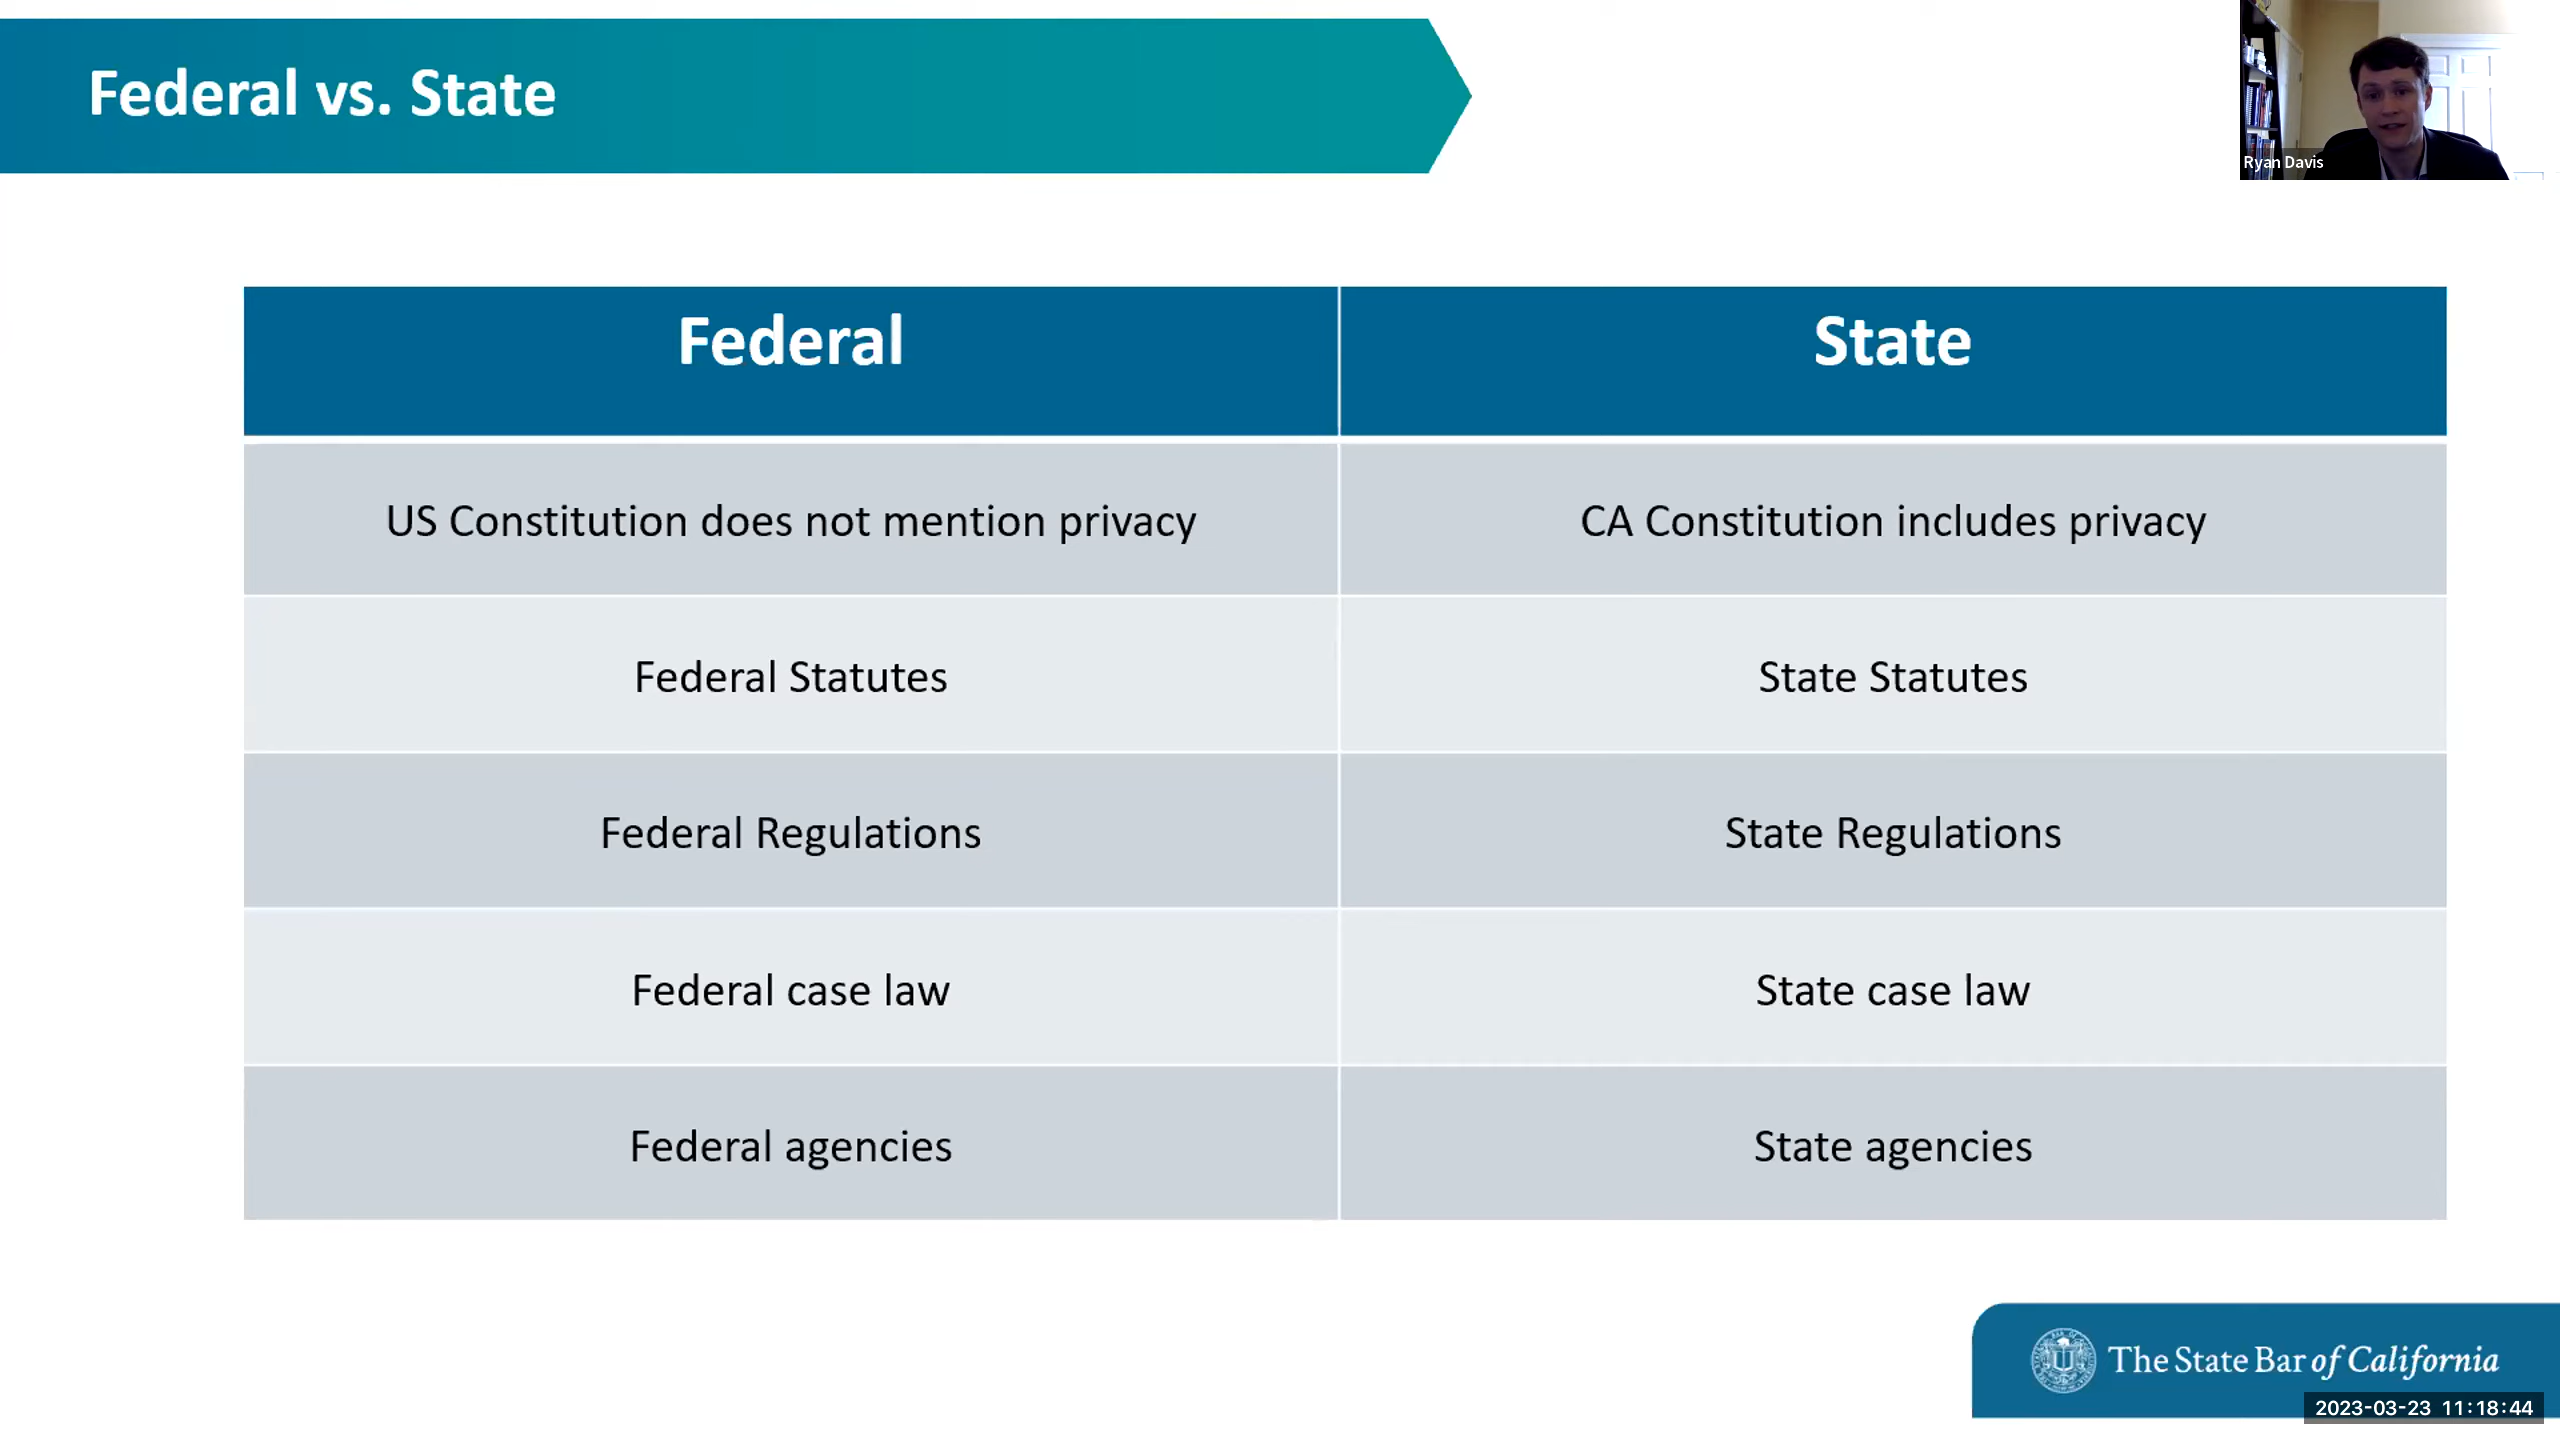 Federal vs. State
Ryan Davis
Federal State
US Constitution does not mention privacy CA Constitution includes privacy
Federal Statutes State Statutes
Federal Regulations State Regulations
Federal case law State case law
Federal agencies State agencies
The State Bar of California
2023-03-23 11:18:44